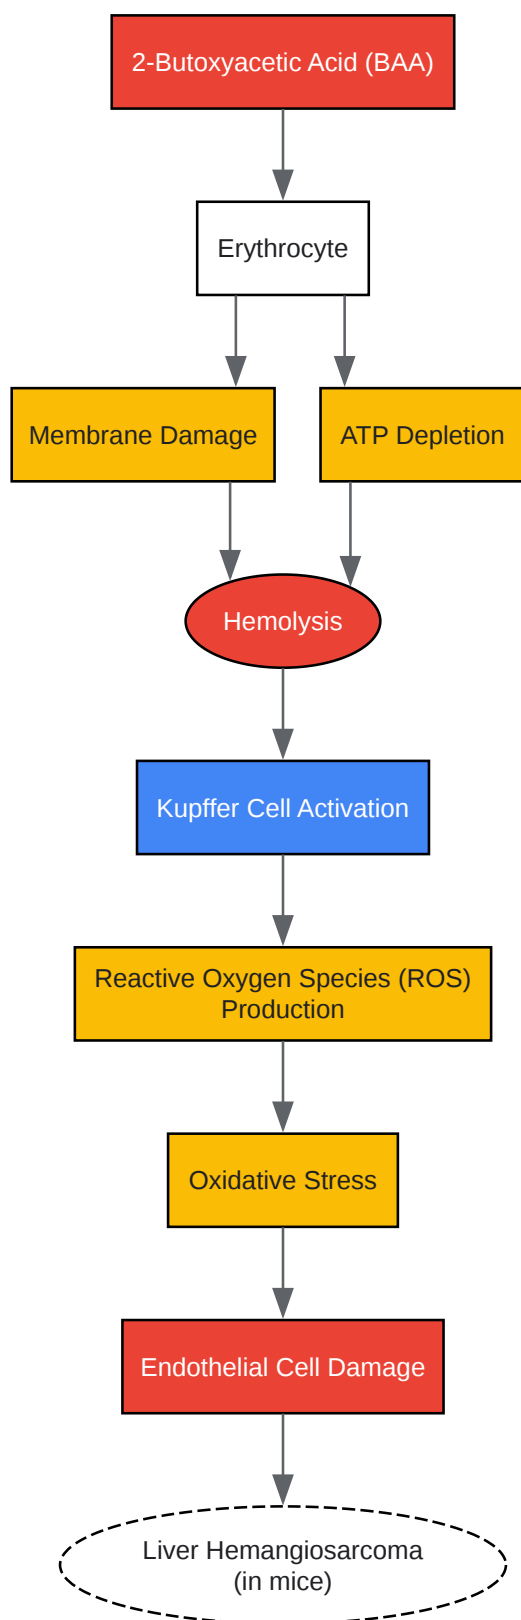 2-Butoxyacetic Acid (BAA)
Erythrocyte
Membrane Damage
ATP Depletion
Hemolysis
Kupffer Cell Activation
Reactive Oxygen Species (ROS)
Production
Oxidative Stress
Endothelial Cell Damage
Liver Hemangiosarcoma
(in mice)